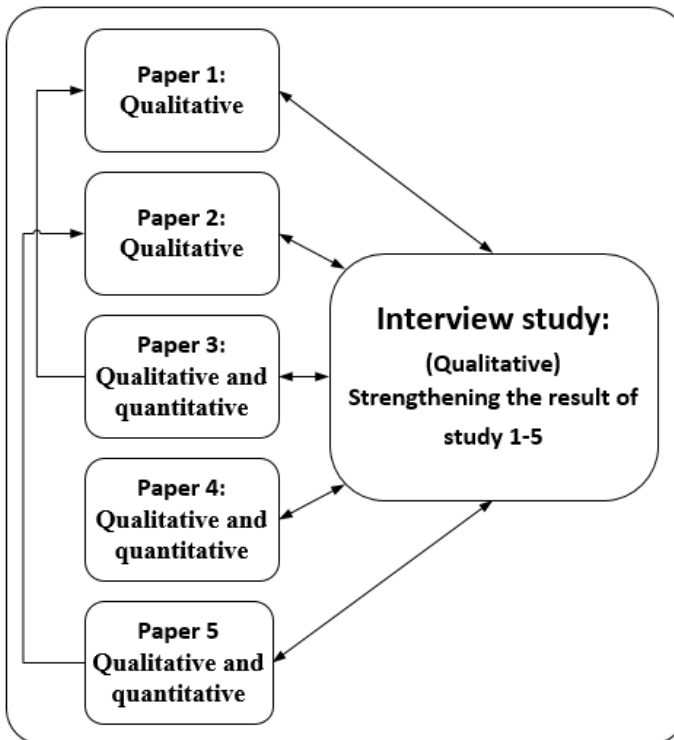 Paper 1:
Qualitative
Paper 2:
Qualitative
Paper 3:
Qualitative and
quantitative
Paper 4:
Qualitative and
quantitative
Paper 5
Qualitative and
quantitative
Interview study:
(Qualitative)
Strengthening the result of
study 1-5